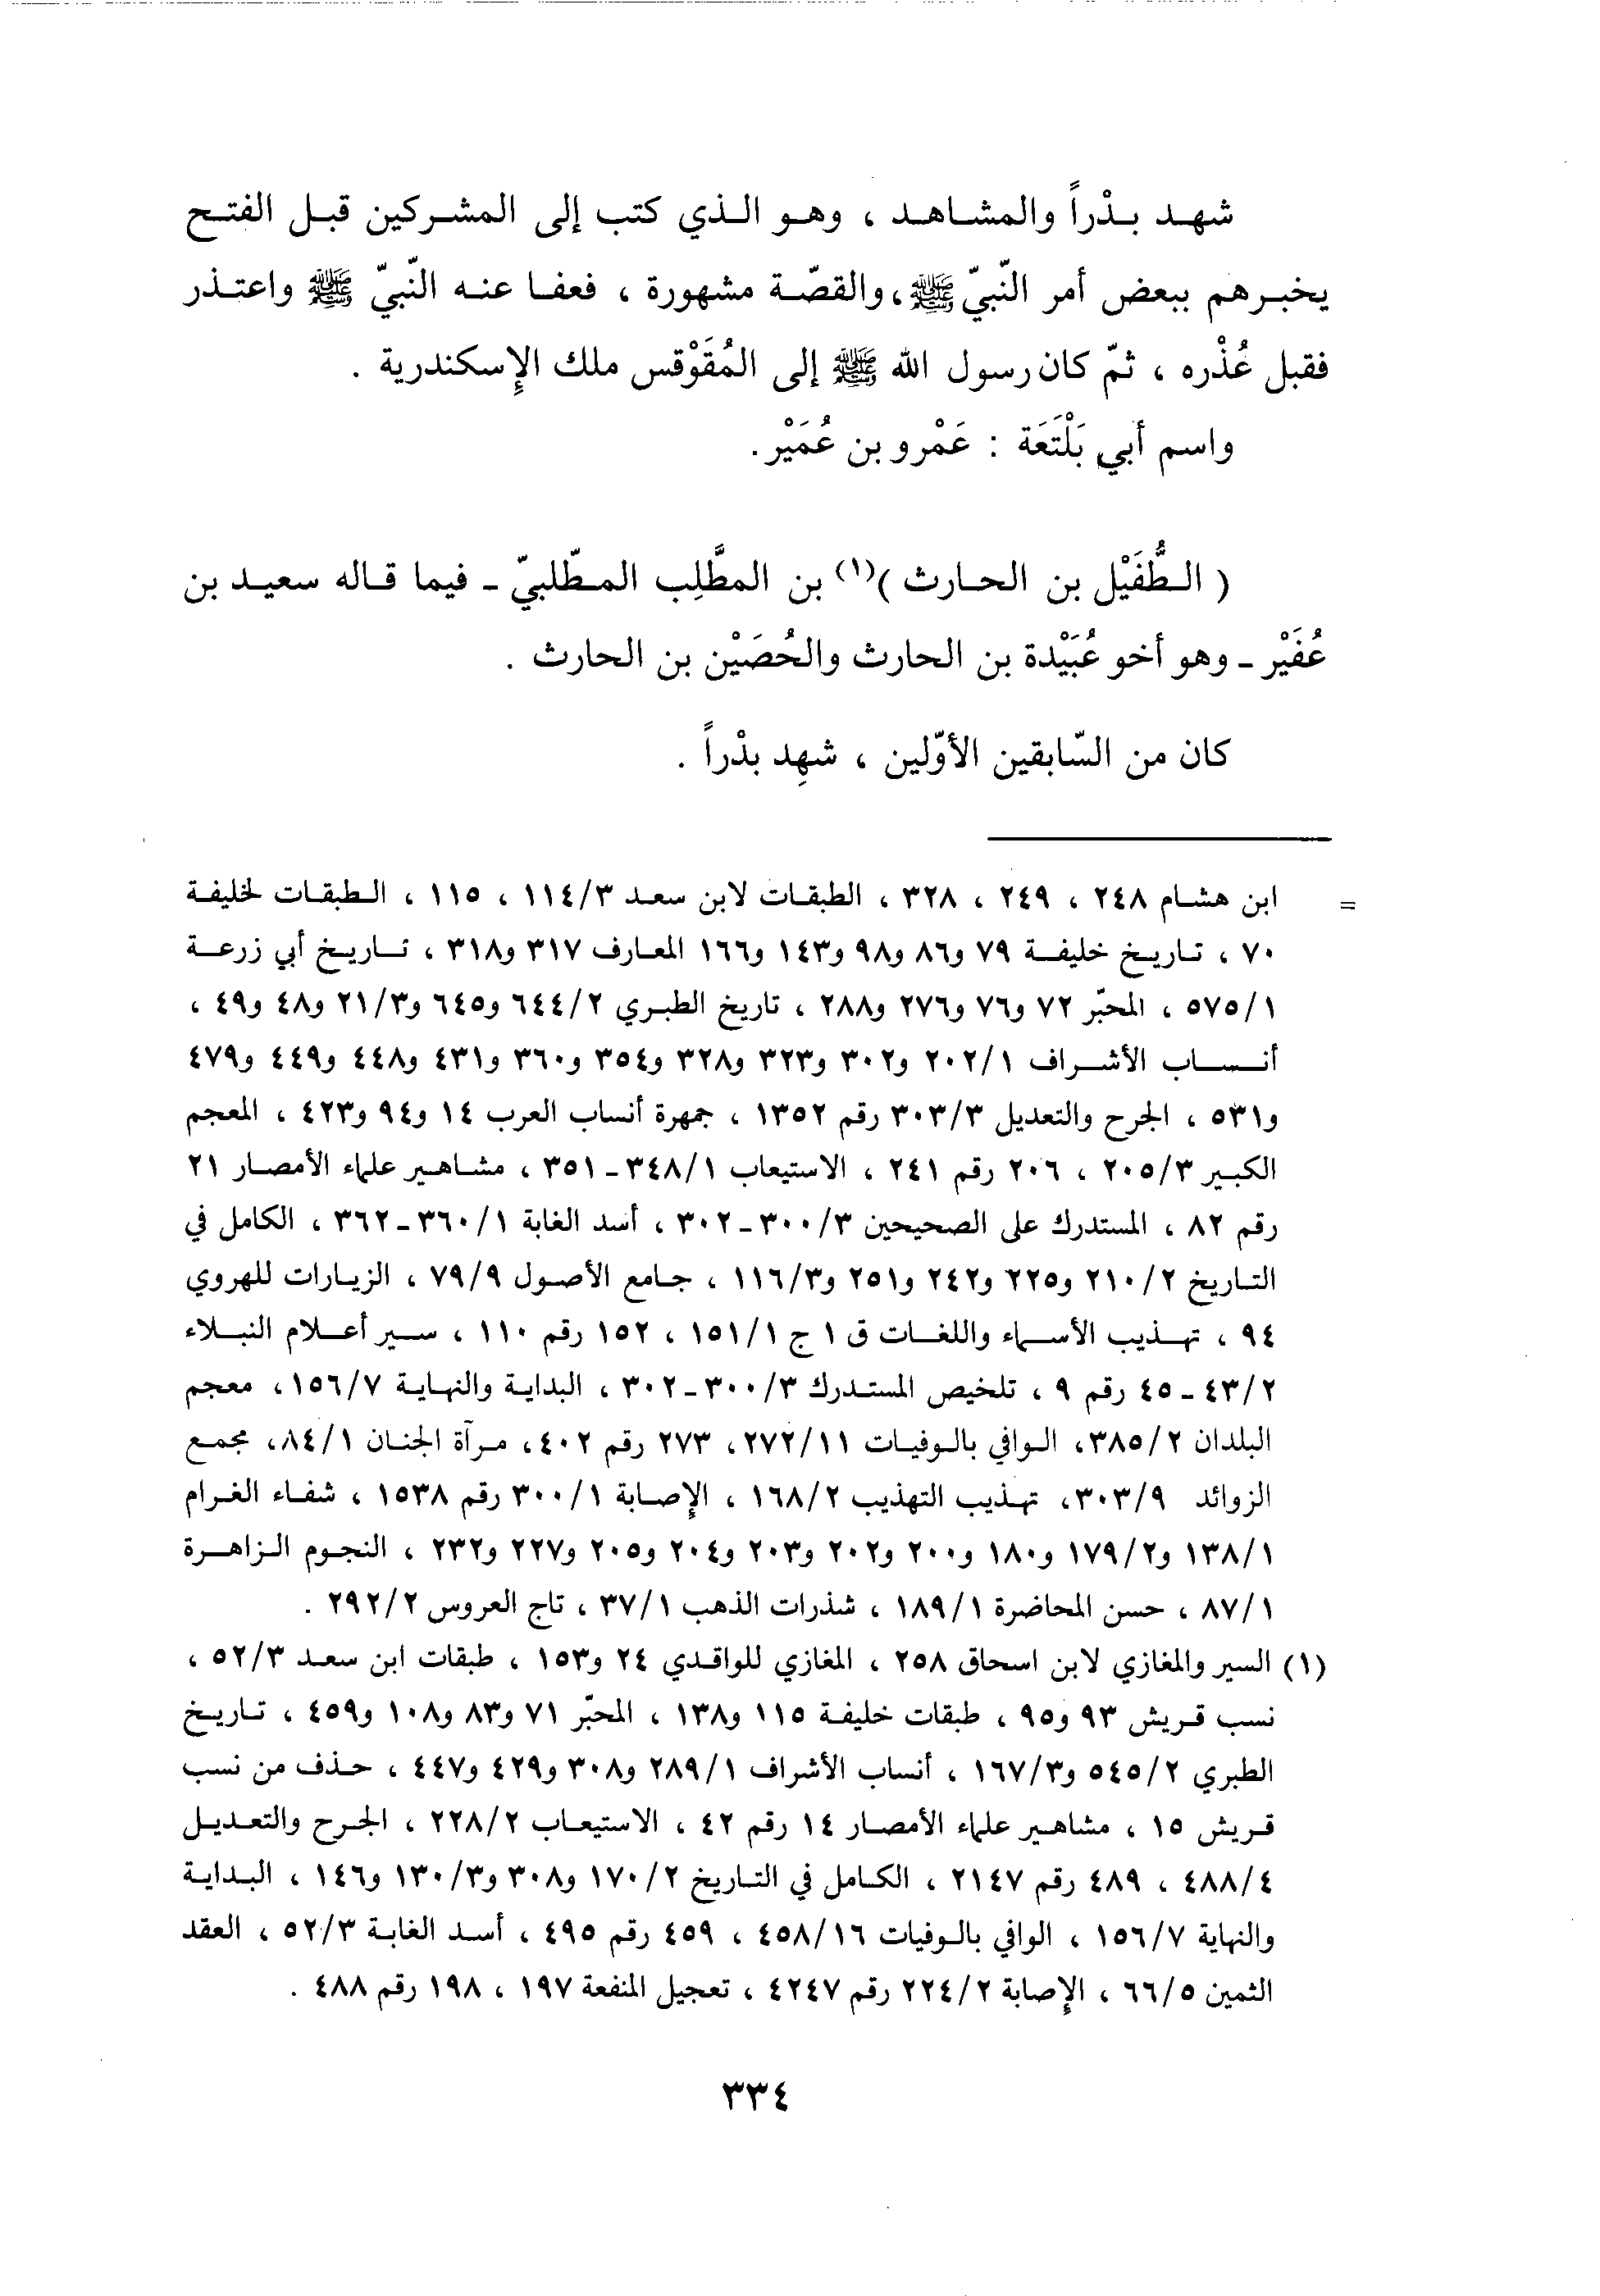 شهد بدْراً والمشاهد ، وهو الذي كتب إلى المشركين قبل الفتح
يخبرهم ببعض أمر النّبيّ ﷺ، والقصّة مشهورة ، فعفا عنه النّبيّ ﷺ واعتذر
فقبل عُذْره ، ثمّ كان رسول الله ﷺ إلى المُقَوْقس ملك الإسكندرية .
واسم أبي بَلْتَعَة : عَمْرو بن عُمَيْر.
( الطُّفَيْل بن الحارث )(١) بن المطَّلِب المطّلبيّ - فيما قاله سعيد بن
عُفَيْر - وهو أخو عُبَيْدة بن الحارث والحُصَيْن بن الحارث .
كان من السّابقين الأوّلين ، شهِد بدْراً .
= ابن هشام ٢٤٨ ، ٢٤٩ ، ٣٢٨ ، الطبقات لابن سعد ١١٤/٣ ، ١١٥ ، الطبقات لخليفة
٧٠ ، تاريخ خليفة ٧٩ و٨٦ و٩٨ و١٤٣ و١٦٦ المعارف ٣١٧ و٣١٨ ، تاريخ أبي زرعة
٥٧٥/١ ، المحبّر ٧٢ و٧٦ و٢٧٦ و٢٨٨ ، تاريخ الطبري ٦٤٤/٢ و٦٤٥ و٢١/٣ و٤٨ و٤٩ ،
أنساب الأشراف ٢٠٢/١ و٣٠٢ و٣٢٣ و٣٢٨ و٣٥٤ و٣٦٠ و٤٣١ و٤٤٨ و٤٤٩ و٤٧٩
و٥٣١ ، الجرح والتعديل ٣٠٣/٣ رقم ١٣٥٢ ، جمهرة أنساب العرب ١٤ و٩٤ و٤٢٣ ، المعجم
الكبير ٢٠٥/٣ ، ٢٠٦ رقم ٢٤١ ، الاستيعاب ٣٤٨/١ - ٣٥١ ، مشاهير علماء الأمصار ٢١
رقم ٨٢ ، المستدرك على الصحيحين ٣٠٠/٣ - ٣٠٢ ، أسد الغابة ٣٦٠/١ - ٣٦٢ ، الكامل في
التاريخ ٢١٠/٢ و٢٢٥ و٢٤٢ و٢٥١ و١١٦/٣ ، جامع الأصول ٧٩/٩ ، الزيارات للهروي
٩٤ ، تهذيب الأسماء واللغات ق ١ ج ١٥١/١ ، ١٥٢ رقم ١١٠ ، سير أعلام النبلاء
٤٣/٢ - ٤٥ رقم ٩ ، تلخيص المستدرك ٣٠٠/٣ - ٣٠٢ ، البداية والنهاية ١٥٦/٧ ، معجم
البلدان ٣٨٥/٢ ، الوافي بالوفيات ٢٧٢/١١ ، ٢٧٣ رقم ٤٠٢ ، مرآة الجنان ٨٤/١ ، مجمع
الزوائد ٣٠٣/٩ ، تهذيب التهذيب ١٦٨/٢ ، الإصابة ٣٠٠/١ رقم ١٥٣٨ ، شفاء الغرام
١٣٨/١ و١٧٩/٢ و١٨٠ و٢٠٠ و٢٠٢ و٢٠٣ و٢٠٤ و٢٠٥ و٢٢٧ و٢٣٢ ، النجوم الزاهرة
٨٧/١ ، حسن المحاضرة ١٨٩/١ ، شذرات الذهب ٣٧/١ ، تاج العروس ٢٩٢/٢ .
(١) السير والمغازي لابن اسحاق ٢٥٨ ، المغازي للواقدي ٢٤ و١٥٣ ، طبقات ابن سعد ٥٢/٣ ،
نسب قريش ٩٣ و٩٥ ، طبقات خليفة ١١٥ و١٣٨ ، المحبّر ٧١ و٨٣ و١٠٨ و٤٥٩ ، تاريخ
الطبري ٥٤٥/٢ و١٦٧/٣ ، أنساب الأشراف ٢٨٩/١ و٣٠٨ و٤٢٩ و٤٤٧ ، حذف من نسب
قريش ١٥ ، مشاهير علماء الأمصار ١٤ رقم ٤٢ ، الاستيعاب ٢٢٨/٢ ، الجرح والتعديل
٤٨٨/٤ ، ٤٨٩ رقم ٢١٤٧ ، الكامل في التاريخ ١٧٠/٢ و٣٠٨ و١٣٠/٣ و١٤٦ ، البداية
والنهاية ١٥٦/٧ ، الوافي بالوفيات ٤٥٨/١٦ ، ٤٥٩ رقم ٤٩٥ ، أسد الغابة ٥٢/٣ ، العقد
الثمين ٦٦/٥ ، الإصابة ٢٢٤/٢ رقم ٤٢٤٧ ، تعجيل المنفعة ١٩٧ ، ١٩٨ رقم ٤٨٨ .
٣٣٤